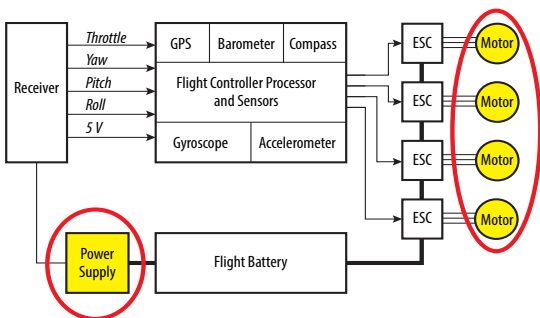 Receiver
Throttle
Yaw
Pitch
Roll
5 V
GPS
Barometer
Compass
Flight Controller Processor
and Sensors
Gyroscope
Accelerometer
ESC
Motor
ESC
Motor
ESC
Motor
ESC
Motor
Power
Supply
Flight Battery